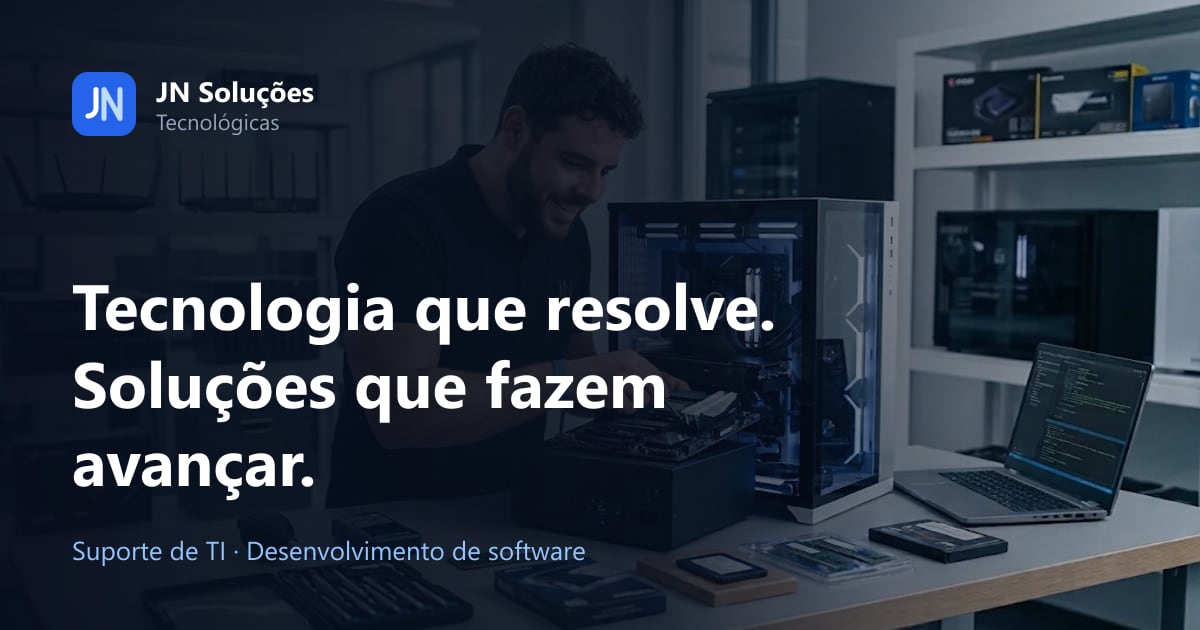 JN
JN Soluções
Tecnológicas
Tecnologia que resolve.
Soluções que fazem
avançar.
Suporte de TI · Desenvolvimento de software